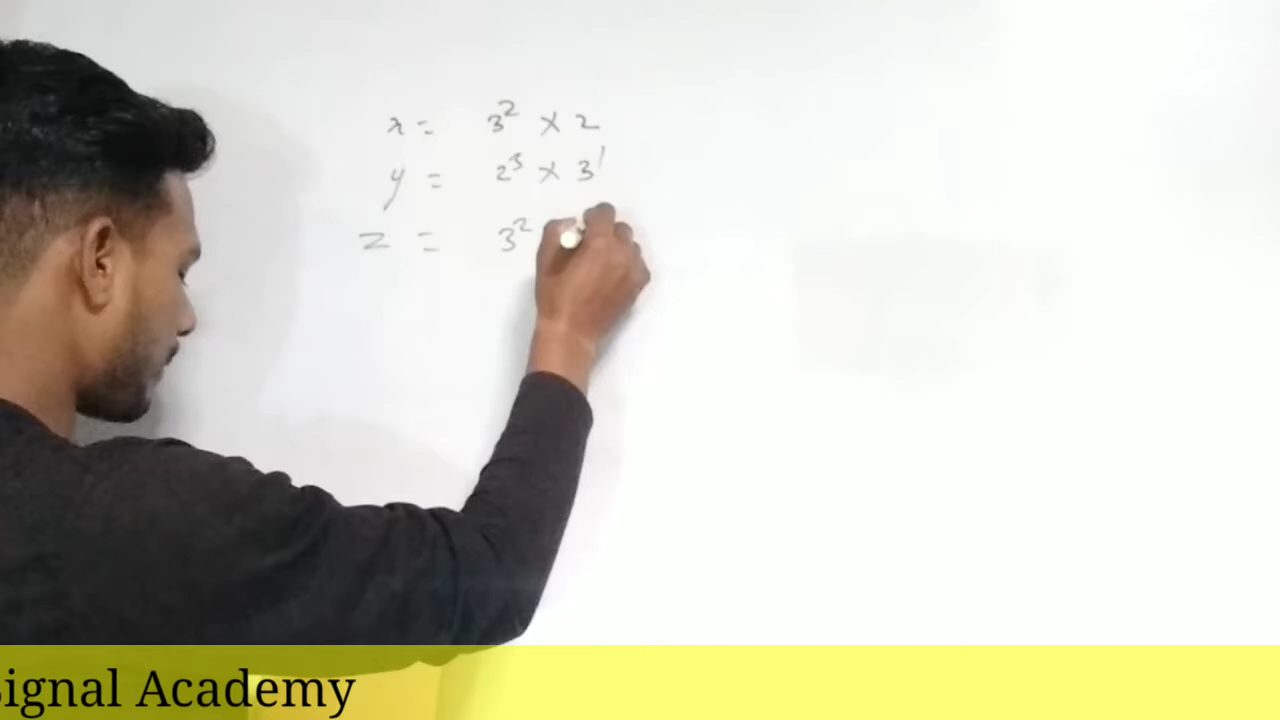 x = 3² × 2
y = 2³ × 3¹
z = 3²
ignal Academy